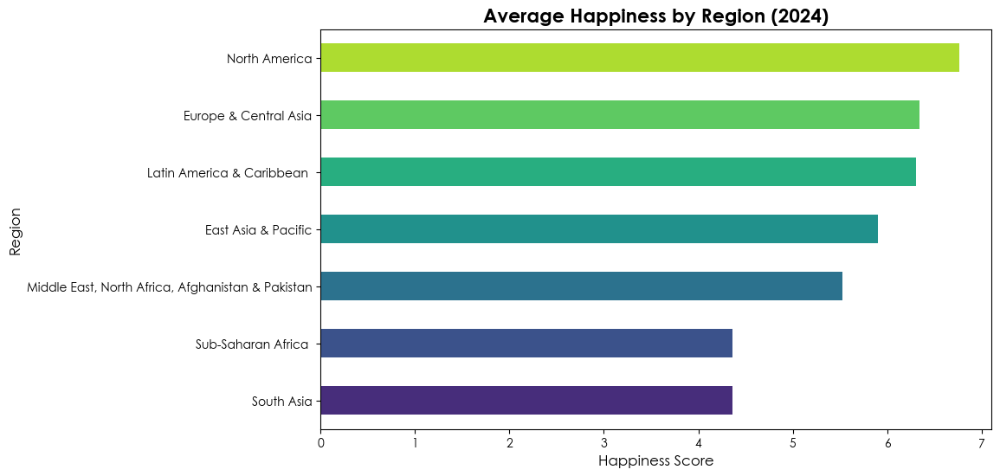 Average Happiness by Region (2024)
North America
Europe & Central Asia
Latin America & Caribbean
East Asia & Pacific
Region
Middle East, North Africa, Afghanistan & Pakistan
Sub-Saharan Africa
South Asia
0 1 2 3 4 5 6 7
Happiness Score